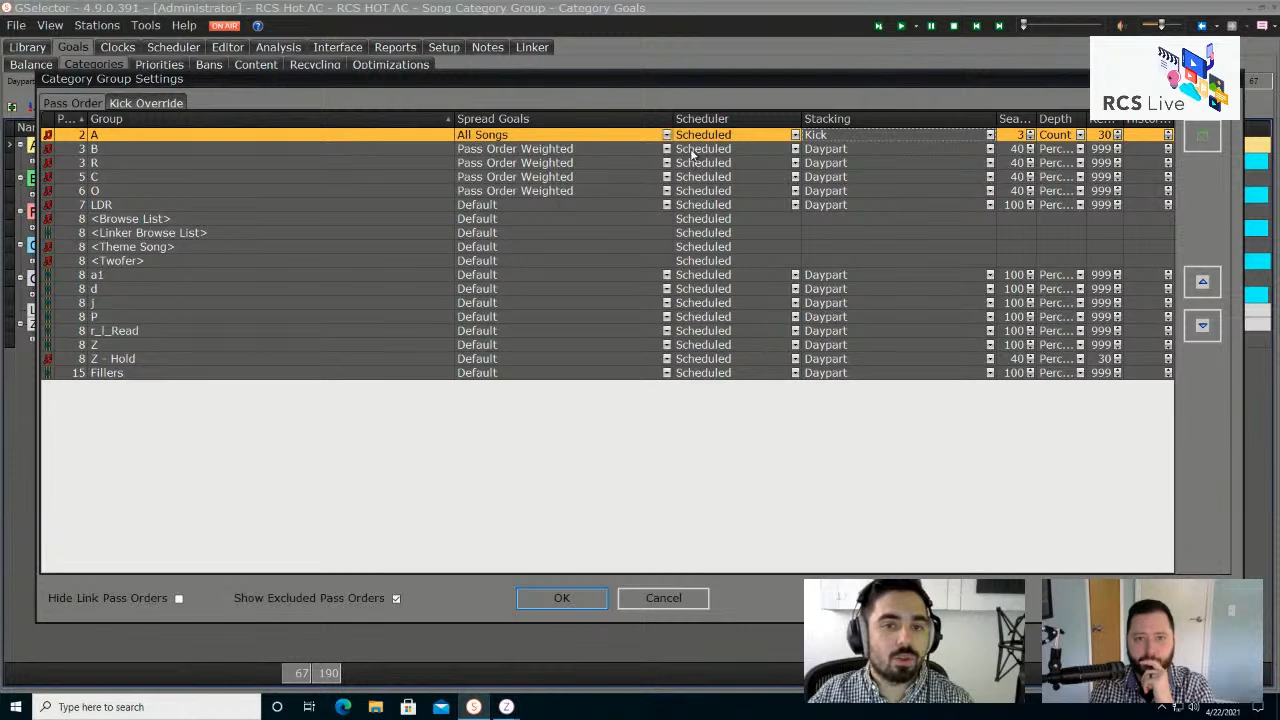 GSelector - 4.9.0.391 - [Administrator] - RCS Hot AC - RCS HOT AC - Song Category Group - Category Goals
File View Stations Tools Help ON AIR
Library Goals Clocks Scheduler Editor Analysis Interface Reports Setup Notes Linker
Balance Categories Priorities Bans Content Recycling Optimizations
RCS Live
Category Group Settings
67
Pass Order Kick Override
P... Group Spread Goals Scheduler Stacking Sea... Depth
2 A All Songs Scheduled Kick 3 Count 30
3 B Pass Order Weighted Scheduled Daypart 40 Perc... 999
3 R Pass Order Weighted Scheduled Daypart 40 Perc... 999
5 C Pass Order Weighted Scheduled Daypart 40 Perc... 999
6 O Pass Order Weighted Scheduled Daypart 40 Perc... 999
7 LDR Default Scheduled Daypart 100 Perc... 999
8 <Browse List> Default Scheduled
8 <Linker Browse List> Default Scheduled
8 <Theme Song> Default Scheduled
8 <Twofer> Default Scheduled
8 a1 Default Scheduled Daypart 100 Perc... 999
8 d Default Scheduled Daypart 100 Perc... 999
8 j Default Scheduled Daypart 100 Perc... 999
8 P Default Scheduled Daypart 100 Perc... 999
8 r_l_Read Default Scheduled Daypart 100 Perc... 999
8 Z Default Scheduled Daypart 100 Perc... 999
8 Z - Hold Default Scheduled Daypart 40 Perc... 30
15 Fillers Default Scheduled Daypart 100 Perc... 999
Hide Link Pass Orders Show Excluded Pass Orders OK Cancel
67 190
Type here to search
4/22/2021